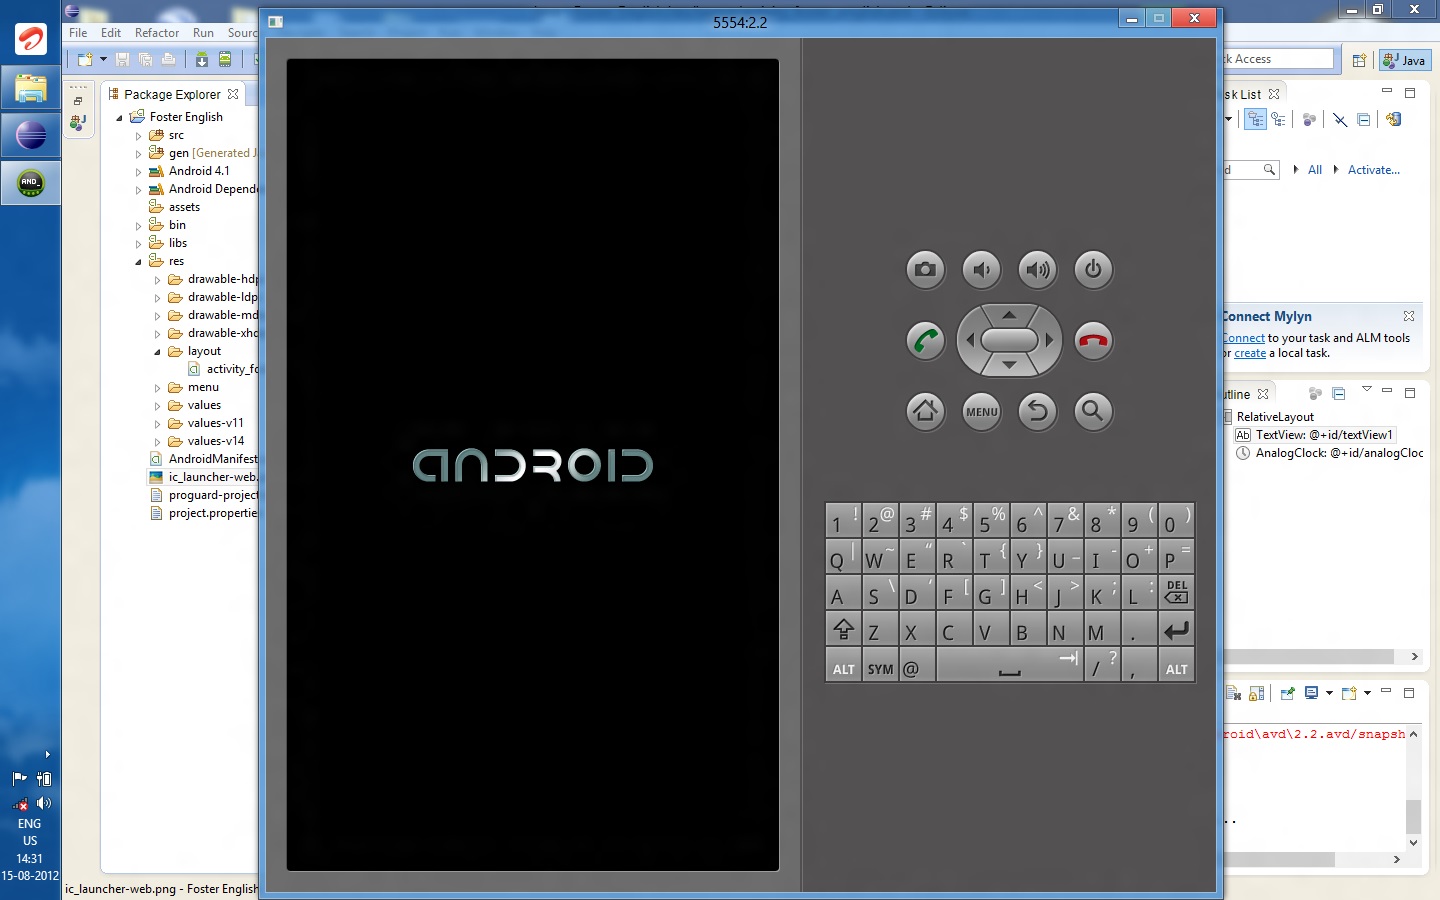 5554:2.2
File Edit Refactor Run Sourc
ck Access
Java
Package Explorer
Foster English
src
gen [Generated J
Android 4.1
Android Depende
assets
bin
libs
res
drawable-hdp
drawable-ldp
drawable-md
drawable-xhd
layout
activity_fo
menu
values
values-v11
values-v14
AndroidManifest
ic_launcher-web.
proguard-project
project.propertie
AND_
ENG
US
14:31
15-08-2012
ic_launcher-web.png - Foster English
ANDROID
MENU
1 ! 2 @ 3 # 4 $ 5 % 6 ^ 7 & 8 * 9 ( 0 )
Q | W ~ E “ R ` T { Y } U _ I - O + P =
A S \ D ‘ F [ G ] H < J > K ; L : DEL
Z X C V B N M .
ALT SYM @ / ? , ALT
sk List
d All Activate...
Connect Mylyn
Connect to your task and ALM tools
or create a local task.
utline
RelativeLayout
Ab TextView: @+id/textView1
AnalogClock: @+id/analogCloc
roid\avd\2.2.avd/snapsh
..